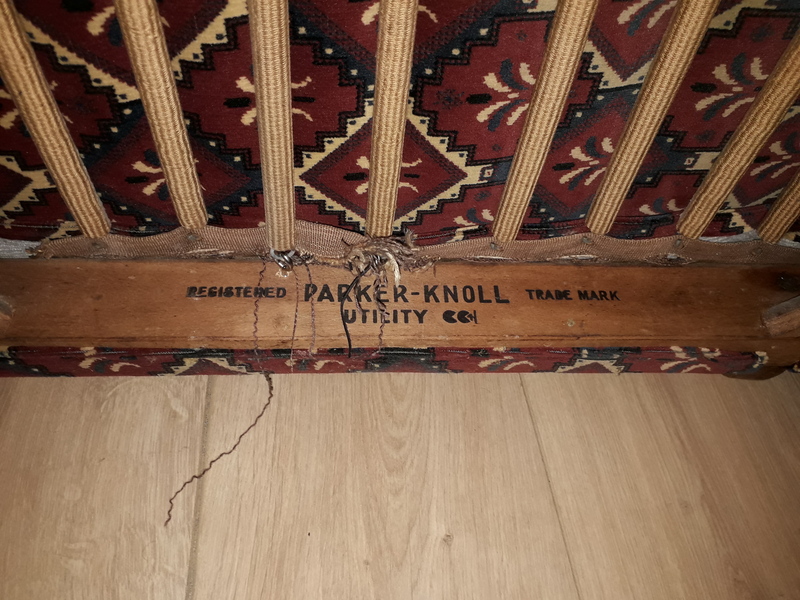 REGISTERED PARKER-KNOLL TRADE MARK
UTILITY CC41